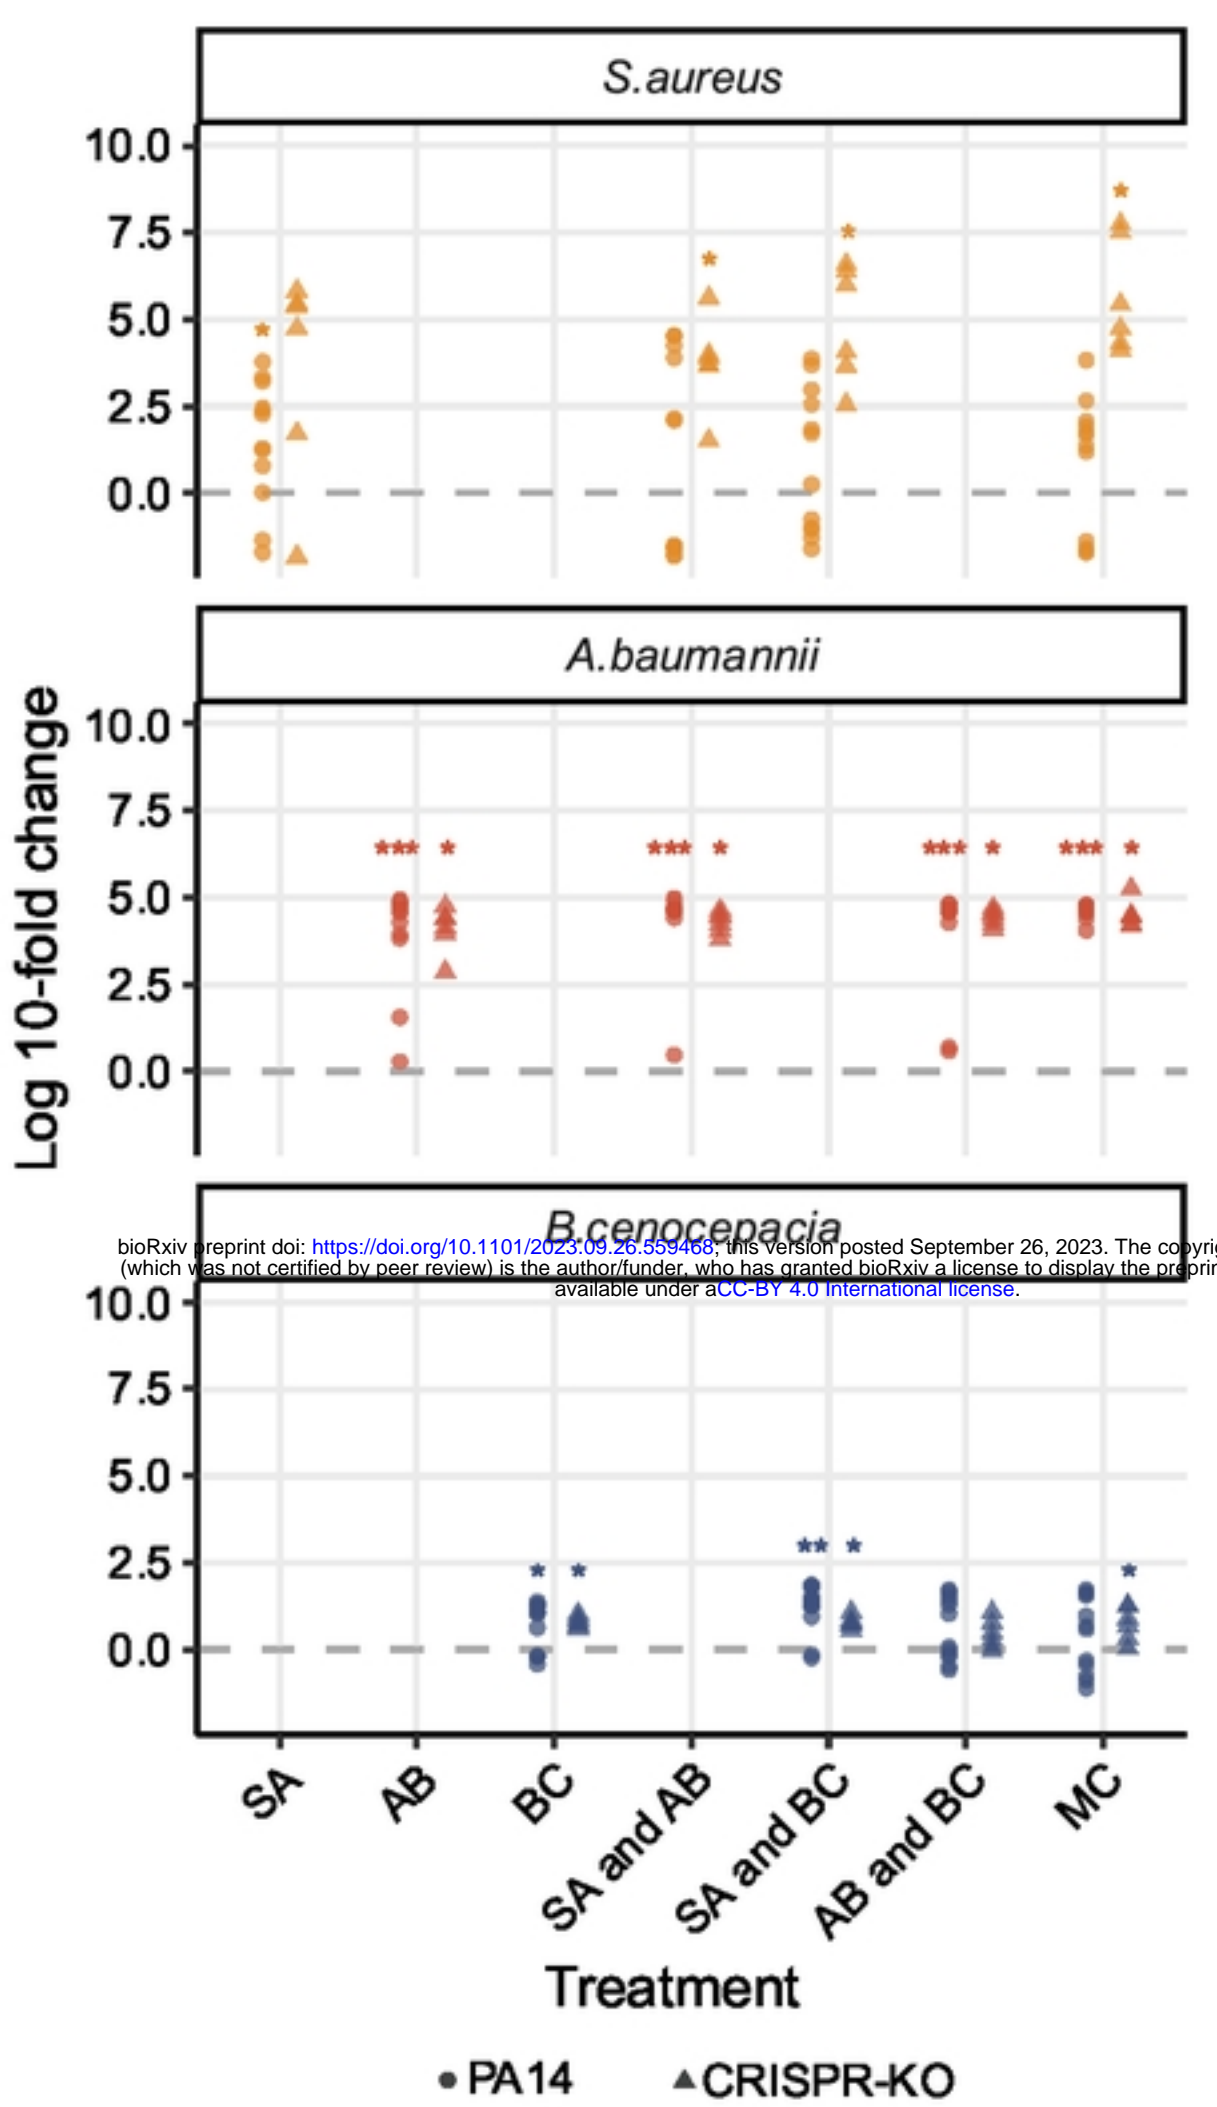 S.aureus
10.0
7.5
5.0
2.5
0.0
*
*
*
*
A.baumannii
10.0
7.5
5.0
2.5
0.0
*** * *** * *** * *** *
Log 10-fold change
B.cenocepacia
bioRxiv preprint doi: https://doi.org/10.1101/2023.09.26.559468; this version posted September 26, 2023. The copyri
(which was not certified by peer review) is the author/funder, who has granted bioRxiv a license to display the preprin
available under aCC-BY 4.0 International license.
10.0
7.5
5.0
2.5
0.0
** *
* * *
SA
AB
BC
SA and AB
SA and BC
AB and BC
MC
Treatment
PA14 CRISPR-KO